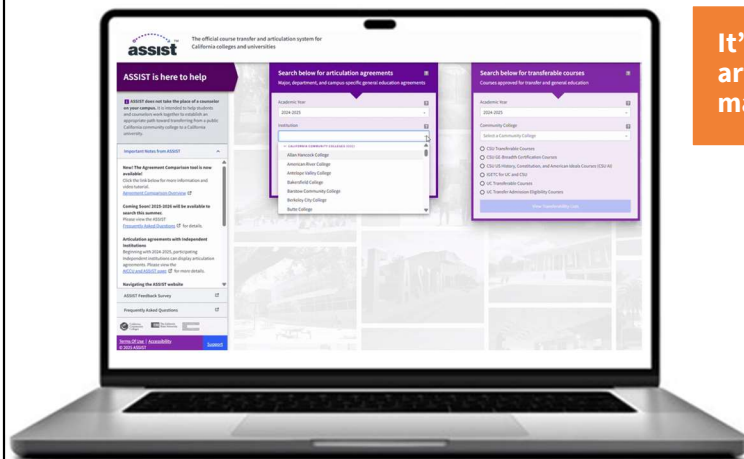 assist™
The official course transfer and articulation system for
California colleges and universities
ASSIST is here to help
ASSIST does not take the place of a counselor
on your campus. It is intended to help students
and counselors work together to establish an
appropriate path toward transferring from a public
California community college to a California
university.
Important Notes from ASSIST
New! The Agreement Comparison tool is now
available!
Click the link below for more information and
video tutorial.
Agreement Comparison Overview
Coming Soon! 2025-2026 will be available to
search this summer.
Please view the ASSIST
Frequently Asked Questions for details.
Articulation agreements with Independent
Institutions
Beginning with 2024-2025, participating
independent institutions can display articulation
agreements. Please view the
AICCU and ASSIST page for more details.
Navigating the ASSIST website
ASSIST Feedback Survey
Frequently Asked Questions
Terms Of Use | Accessibility
© 2025 ASSIST
Support
Search below for articulation agreements
Major, department, and campus specific general education agreements
Academic Year
2024-2025
Institution
CALIFORNIA COMMUNITY COLLEGES (CCC)
Allan Hancock College
American River College
Antelope Valley College
Bakersfield College
Barstow Community College
Berkeley City College
Butte College
Search below for transferable courses
Courses approved for transfer and general education
Academic Year
2024-2025
Community College
Select a Community College
CSU Transferable Courses
CSU GE-Breadth Certification Courses
CSU US History, Constitution, and American Ideals Courses (CSU AI)
IGETC for UC and CSU
UC Transferable Courses
UC Transfer Admission Eligibility Courses
View Transferability Lists
It'
ar
ma